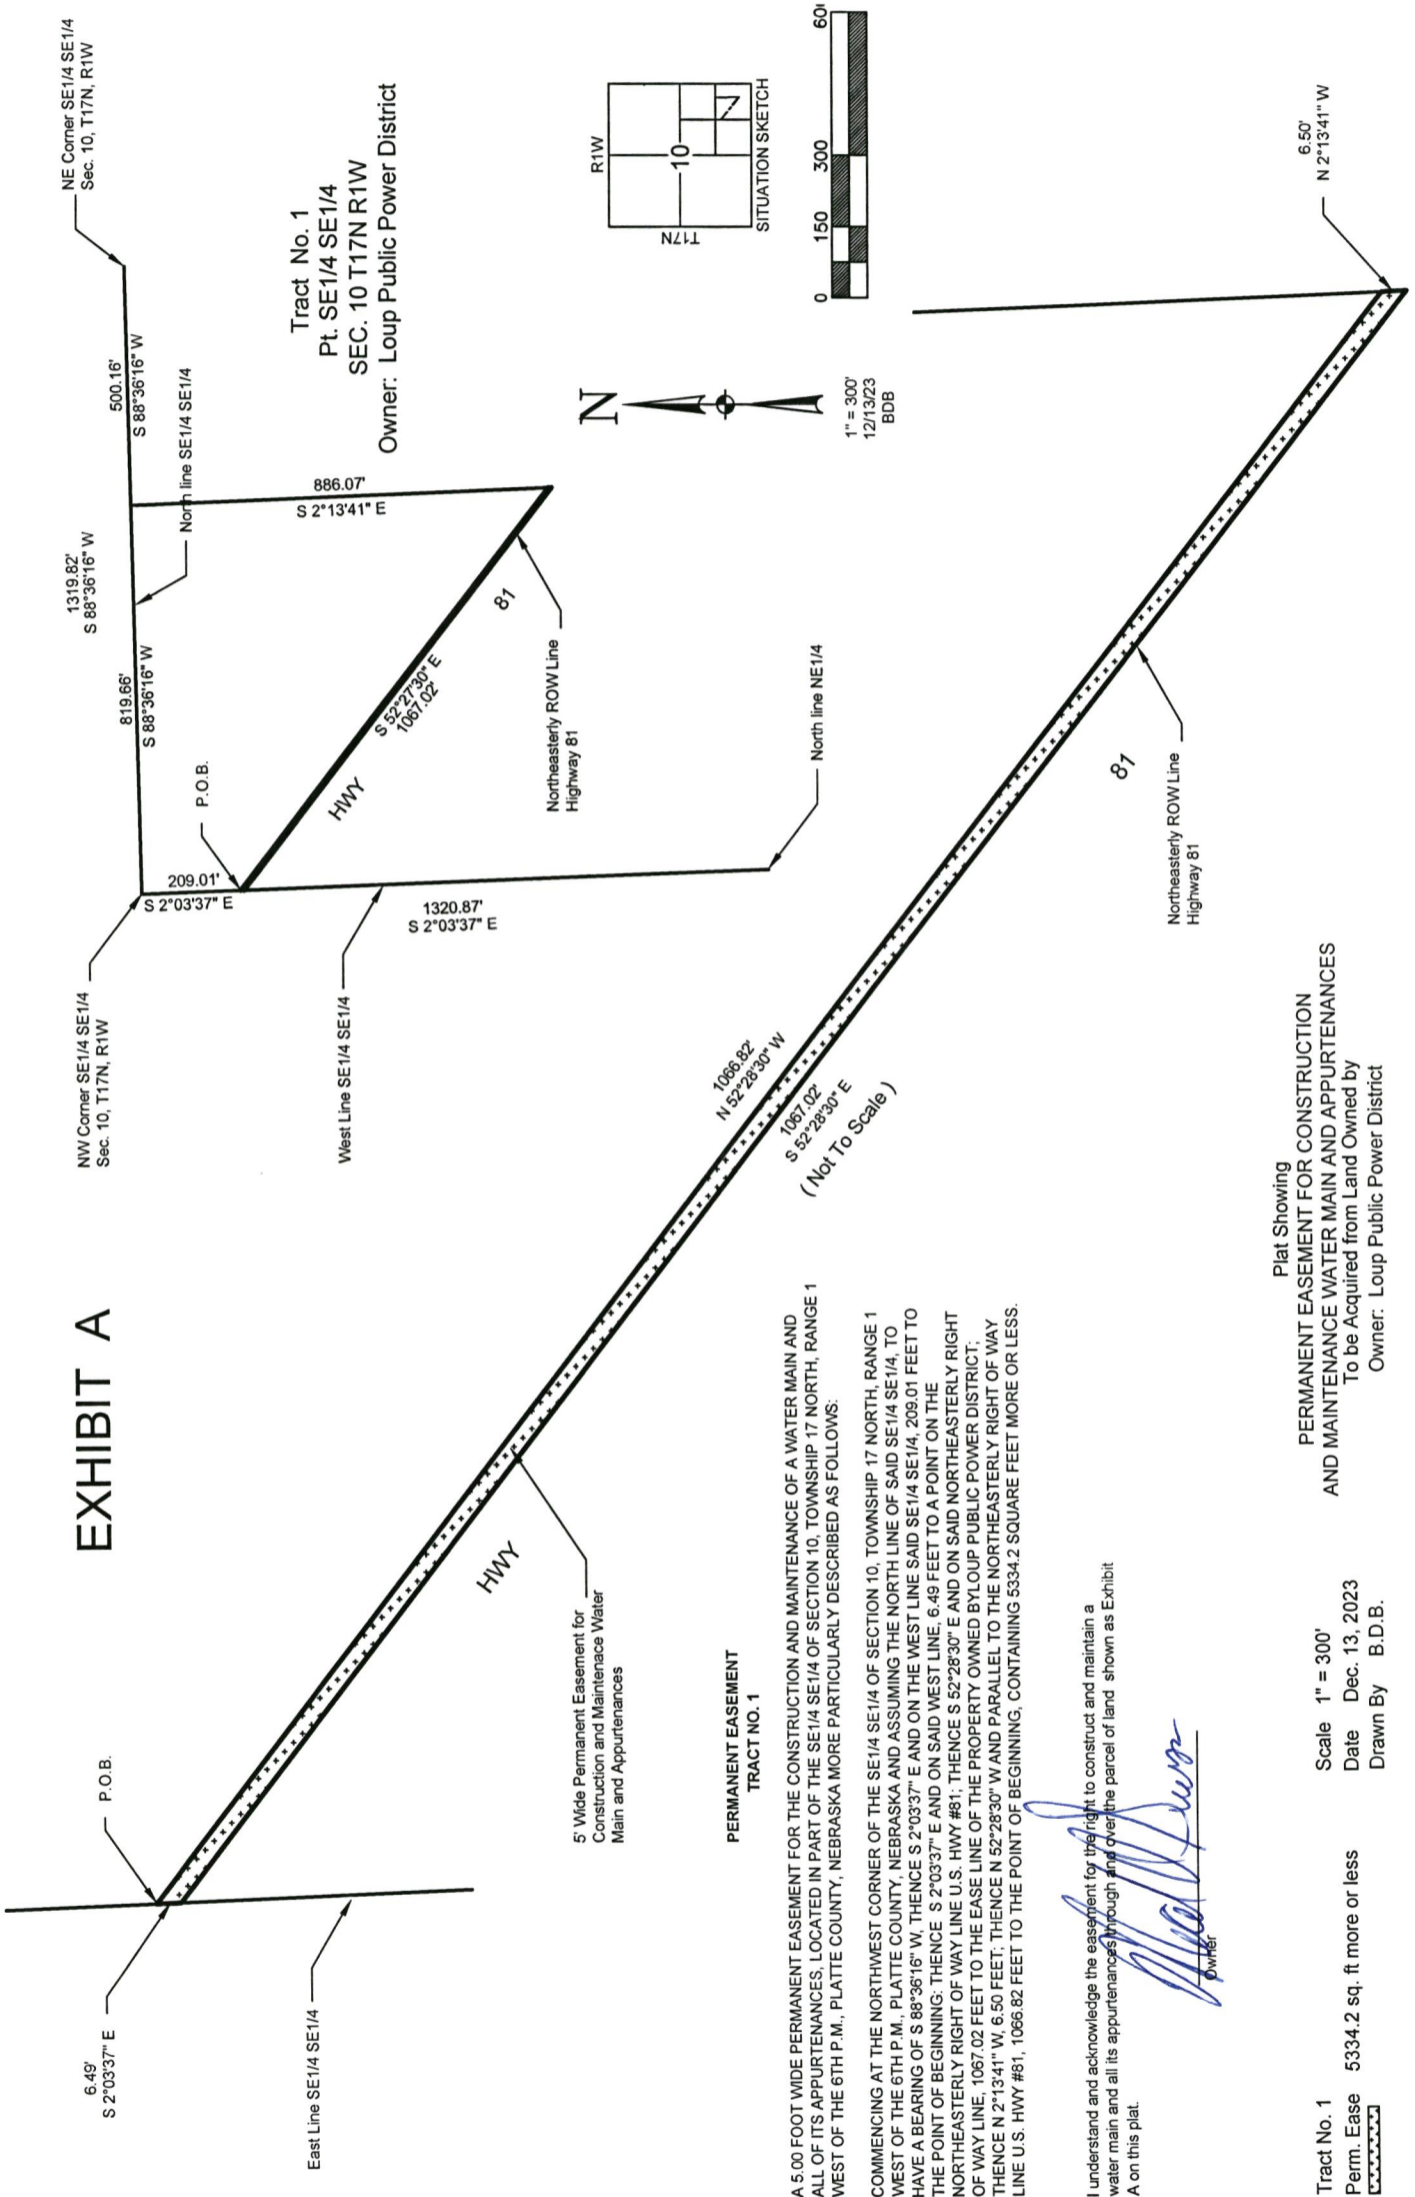 EXHIBIT A
6.49'
S 2°03'37" E
P.O.B.
East Line SE1/4 SE1/4
HWY
5' Wide Permanent Easement for
Construction and Maintenace Water
Main and Appurtenances
1066.82'
N 52°28'30" W
1067.02'
S 52°28'30" E
( Not To Scale )
81
Northeasterly ROW Line
Highway 81
6.50'
N 2°13'41" W
NW Corner SE1/4 SE1/4
Sec. 10, T17N, R1W
209.01'
S 2°03'37" E
P.O.B.
West Line SE1/4 SE1/4
1320.87'
S 2°03'37" E
North line NE1/4
819.66'
S 88°36'16" W
1319.82'
S 88°36'16" W
North line SE1/4 SE1/4
500.16'
S 88°36'16" W
NE Corner SE1/4 SE1/4
Sec. 10, T17N, R1W
886.07'
S 2°13'41" E
HWY
S 52°27'30" E
1067.02'
81
Northeasterly ROW Line
Highway 81
Tract No. 1
Pt. SE1/4 SE1/4
SEC. 10 T17N R1W
Owner: Loup Public Power District
N
1" = 300'
12/13/23
BDB
R1W
T17N
10
SITUATION SKETCH
0 150 300
PERMANENT EASEMENT
TRACT NO. 1
A 5.00 FOOT WIDE PERMANENT EASEMENT FOR THE CONSTRUCTION AND MAINTENANCE OF A WATER MAIN AND
ALL OF ITS APPURTENANCES, LOCATED IN PART OF THE SE1/4 SE1/4 OF SECTION 10, TOWNSHIP 17 NORTH, RANGE 1
WEST OF THE 6TH P.M., PLATTE COUNTY, NEBRASKA MORE PARTICULARLY DESCRIBED AS FOLLOWS:
COMMENCING AT THE NORTHWEST CORNER OF THE SE1/4 SE1/4 OF SECTION 10, TOWNSHIP 17 NORTH, RANGE 1
WEST OF THE 6TH P.M., PLATTE COUNTY, NEBRASKA AND ASSUMING THE NORTH LINE OF SAID SE1/4 SE1/4, TO
HAVE A BEARING OF S 88°36'16" W, THENCE S 2°03'37" E AND ON THE WEST LINE SAID SE1/4 SE1/4, 209.01 FEET TO
THE POINT OF BEGINNING: THENCE S 2°03'37" E AND ON SAID WEST LINE, 6.49 FEET TO A POINT ON THE
NORTHEASTERLY RIGHT OF WAY LINE U.S. HWY #81; THENCE S 52°28'30" E AND ON SAID NORTHEASTERLY RIGHT
OF WAY LINE, 1067.02 FEET TO THE EASE LINE OF THE PROPERTY OWNED BYLOUP PUBLIC POWER DISTRICT;
THENCE N 2°13'41" W, 6.50 FEET; THENCE N 52°28'30" W AND PARALLEL TO THE NORTHEASTERLY RIGHT OF WAY
LINE U.S. HWY #81, 1066.82 FEET TO THE POINT OF BEGINNING, CONTAINING 5334.2 SQUARE FEET MORE OR LESS.
I understand and acknowledge the easement for the right to construct and maintain a
water main and all its appurtenances through and over the parcel of land shown as Exhibit
A on this plat.
Owner
Tract No. 1
Perm. Ease 5334.2 sq. ft more or less
Scale 1" = 300'
Date Dec. 13, 2023
Drawn By B.D.B.
Plat Showing
PERMANENT EASEMENT FOR CONSTRUCTION
AND MAINTENANCE WATER MAIN AND APPURTENANCES
To be Acquired from Land Owned by
Owner: Loup Public Power District